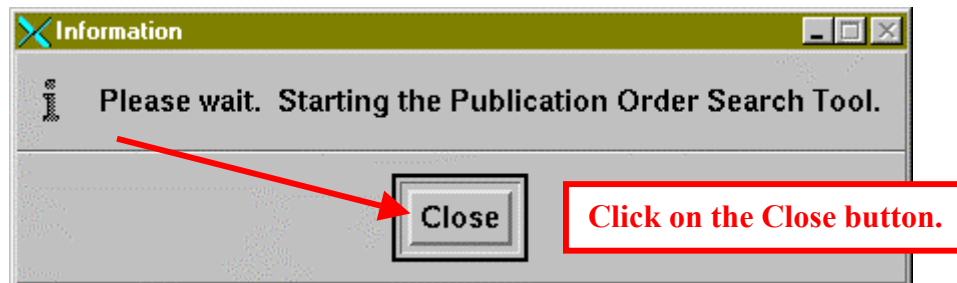 Information
Please wait. Starting the Publication Order Search Tool.
Close
Click on the Close button.